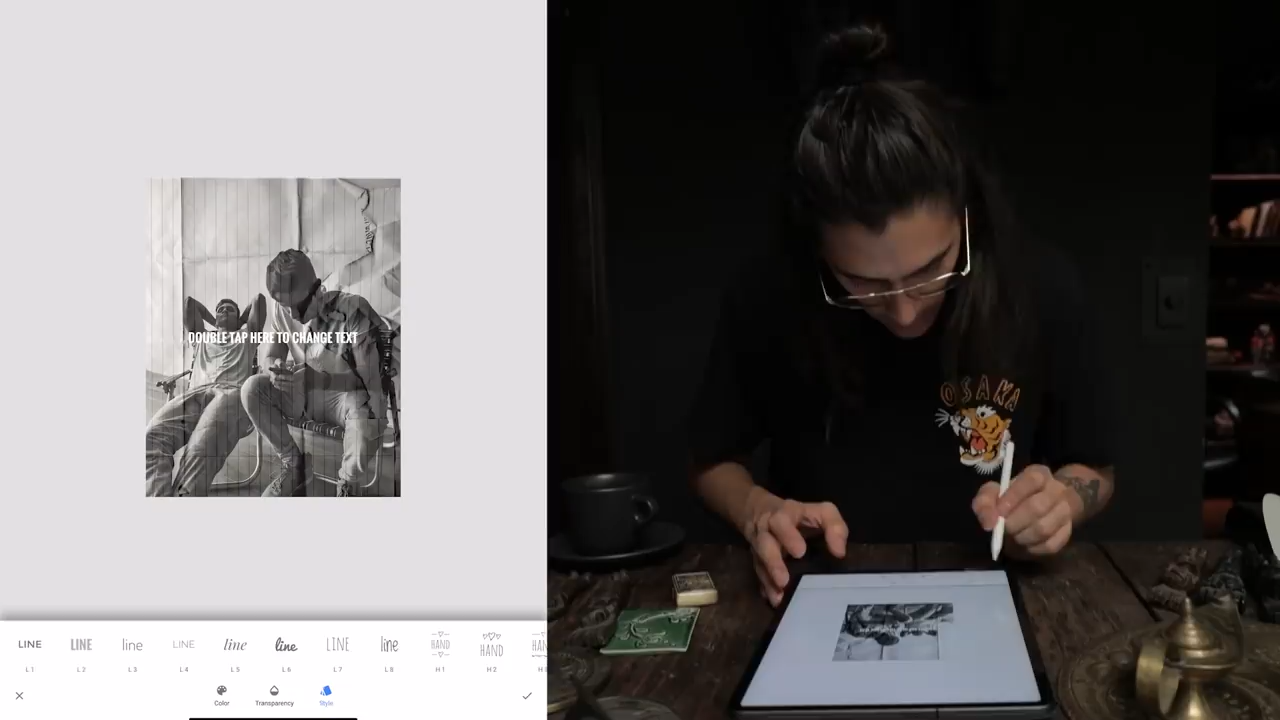 DOUBLE TAP HERE TO CHANGE TEXT
LINE LINE line LINE line line LINE line HAND HAND
L1 L2 L3 L4 L5 L6 L7 L8 H1 H2
Color Transparency Style
OSAKA